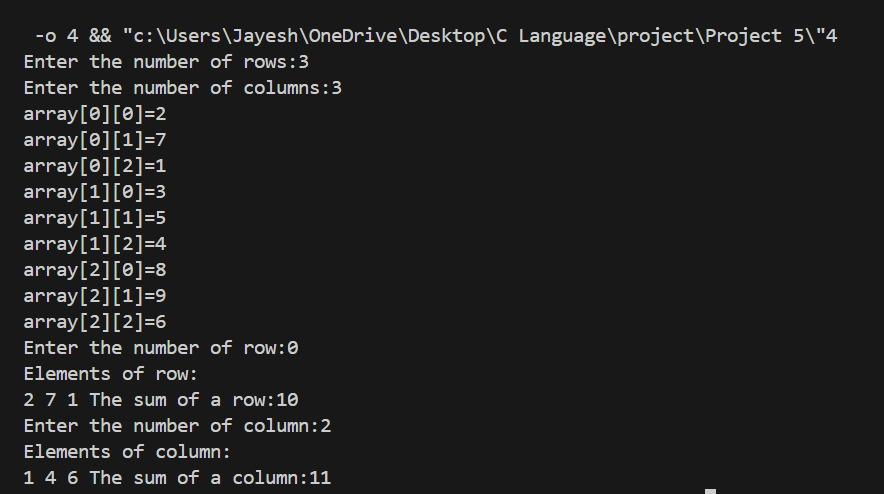 -o 4 && "c:\Users\Jayesh\OneDrive\Desktop\C Language\project\Project 5\"4
Enter the number of rows:3
Enter the number of columns:3
array[0][0]=2
array[0][1]=7
array[0][2]=1
array[1][0]=3
array[1][1]=5
array[1][2]=4
array[2][0]=8
array[2][1]=9
array[2][2]=6
Enter the number of row:0
Elements of row:
2 7 1 The sum of a row:10
Enter the number of column:2
Elements of column:
1 4 6 The sum of a column:11